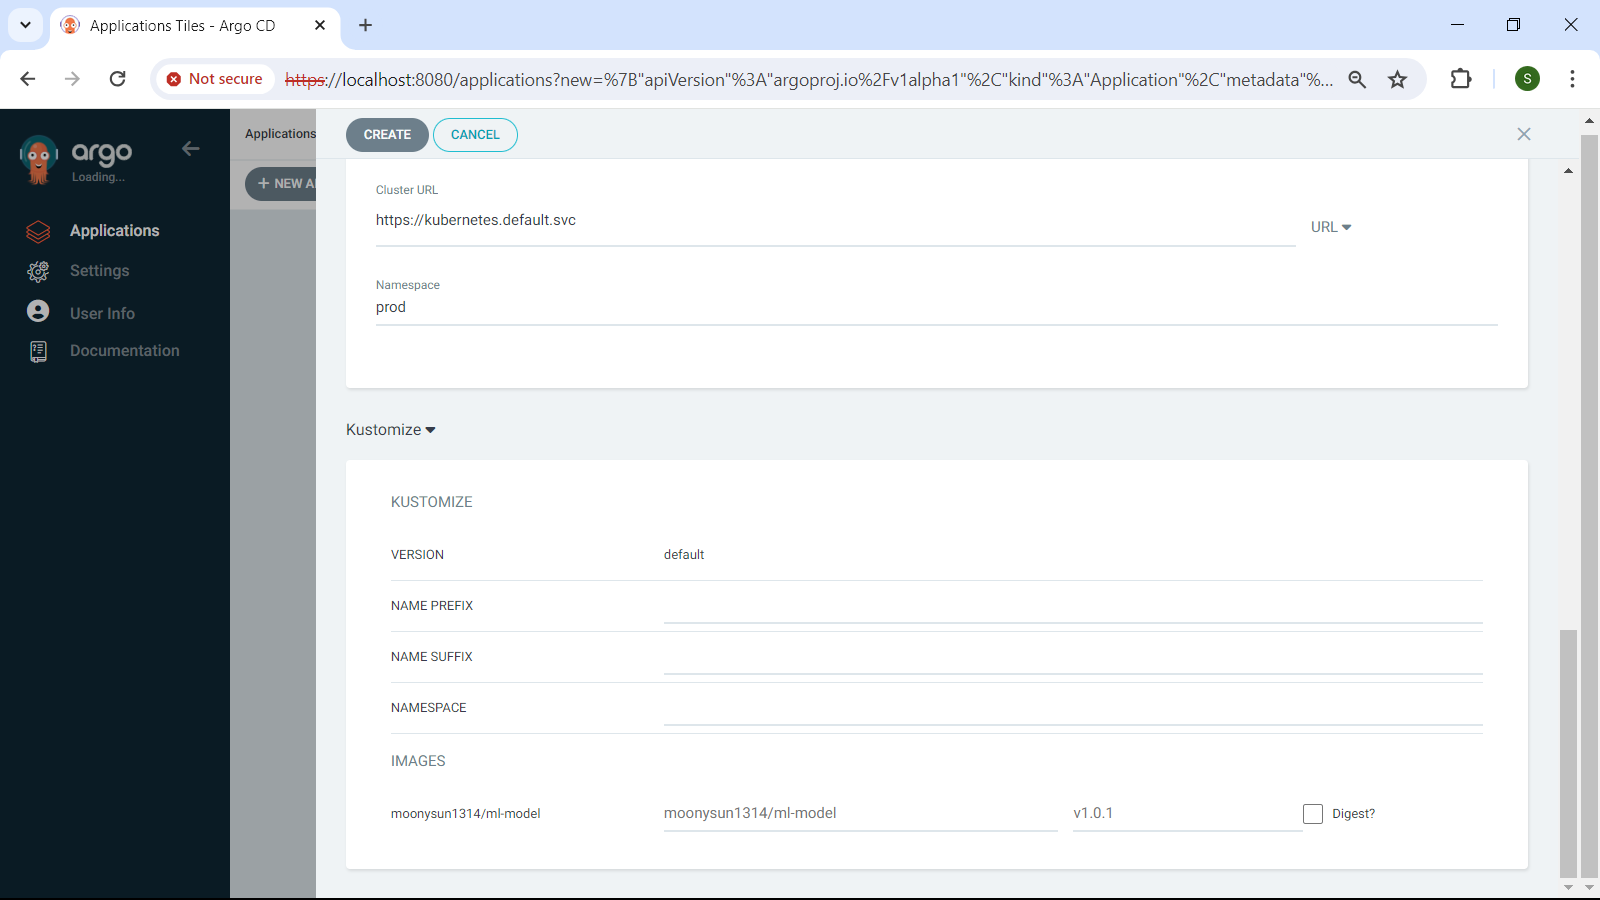 Applications Tiles - Argo CD
Not secure
https://localhost:8080/applications?new=%7B"apiVersion"%3A"argoproj.io%2Fv1alpha1"%2C"kind"%3A"Application"%2C"metadata"%...
S
argo
Loading...
Applications
Settings
User Info
Documentation
Applications
+ NEW A
CREATE
CANCEL
Cluster URL
https://kubernetes.default.svc
URL
Namespace
prod
Kustomize
KUSTOMIZE
VERSION default
NAME PREFIX
NAME SUFFIX
NAMESPACE
IMAGES
moonysun1314/ml-model moonysun1314/ml-model v1.0.1 Digest?